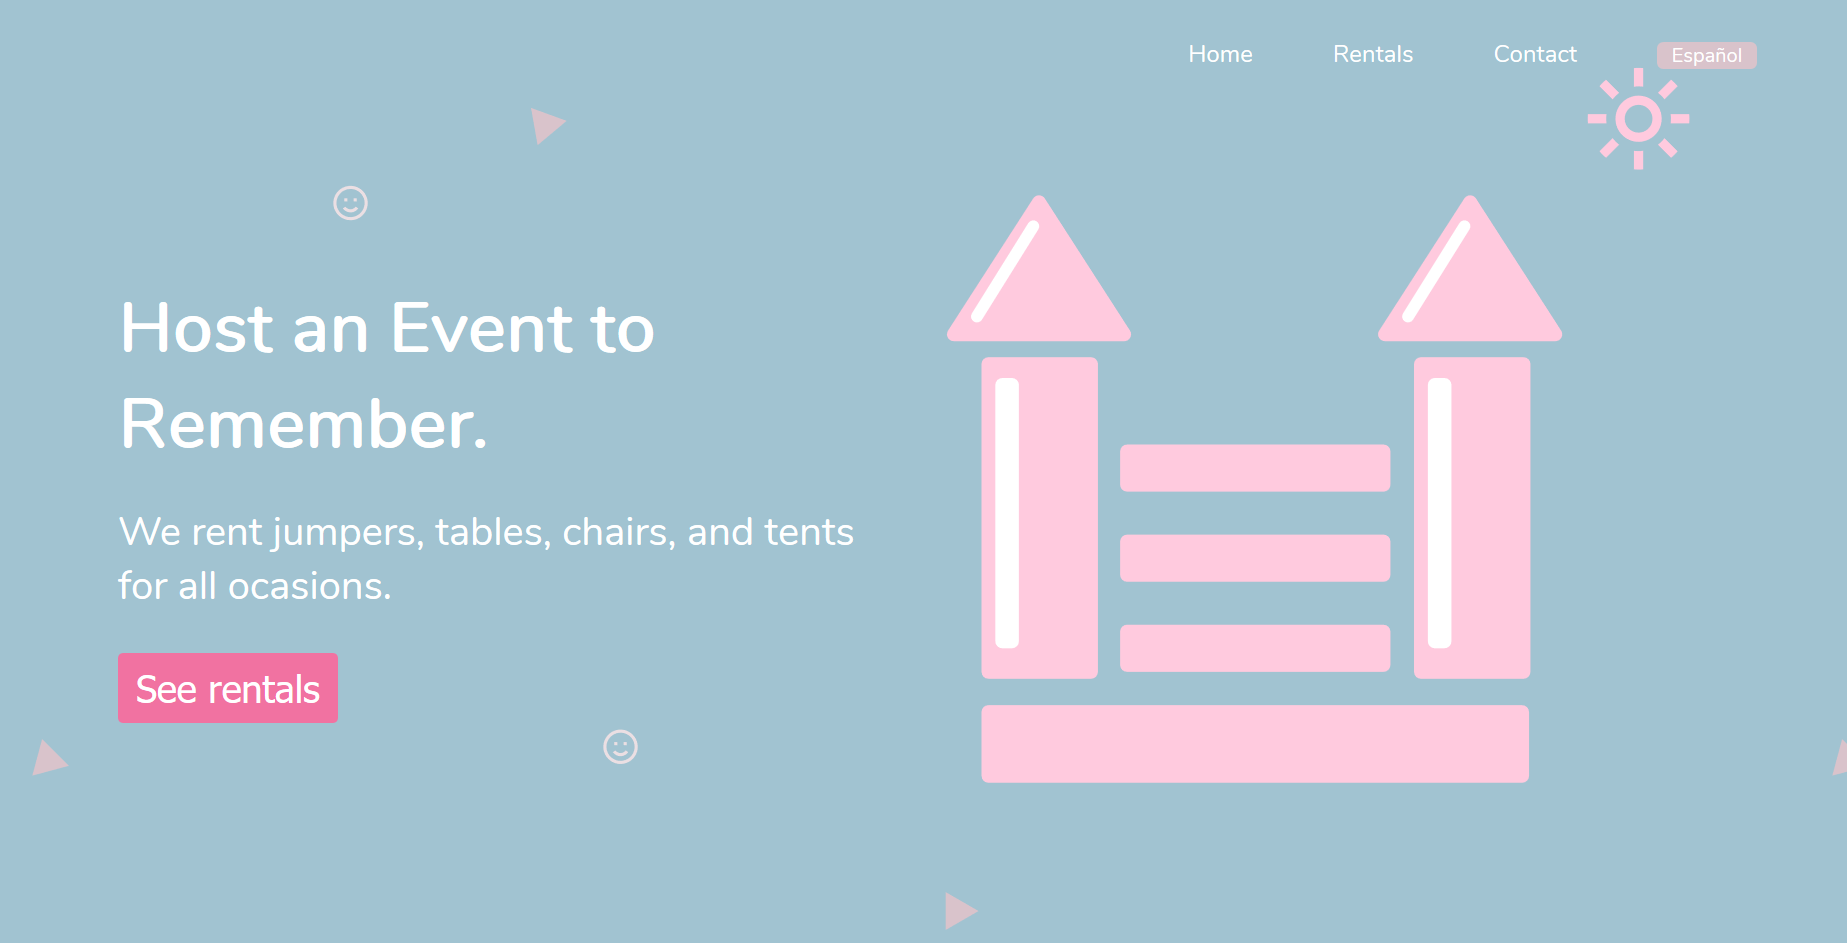 Home Rentals Contact Español
Host an Event to
Remember.
We rent jumpers, tables, chairs, and tents
for all ocasions.
See rentals